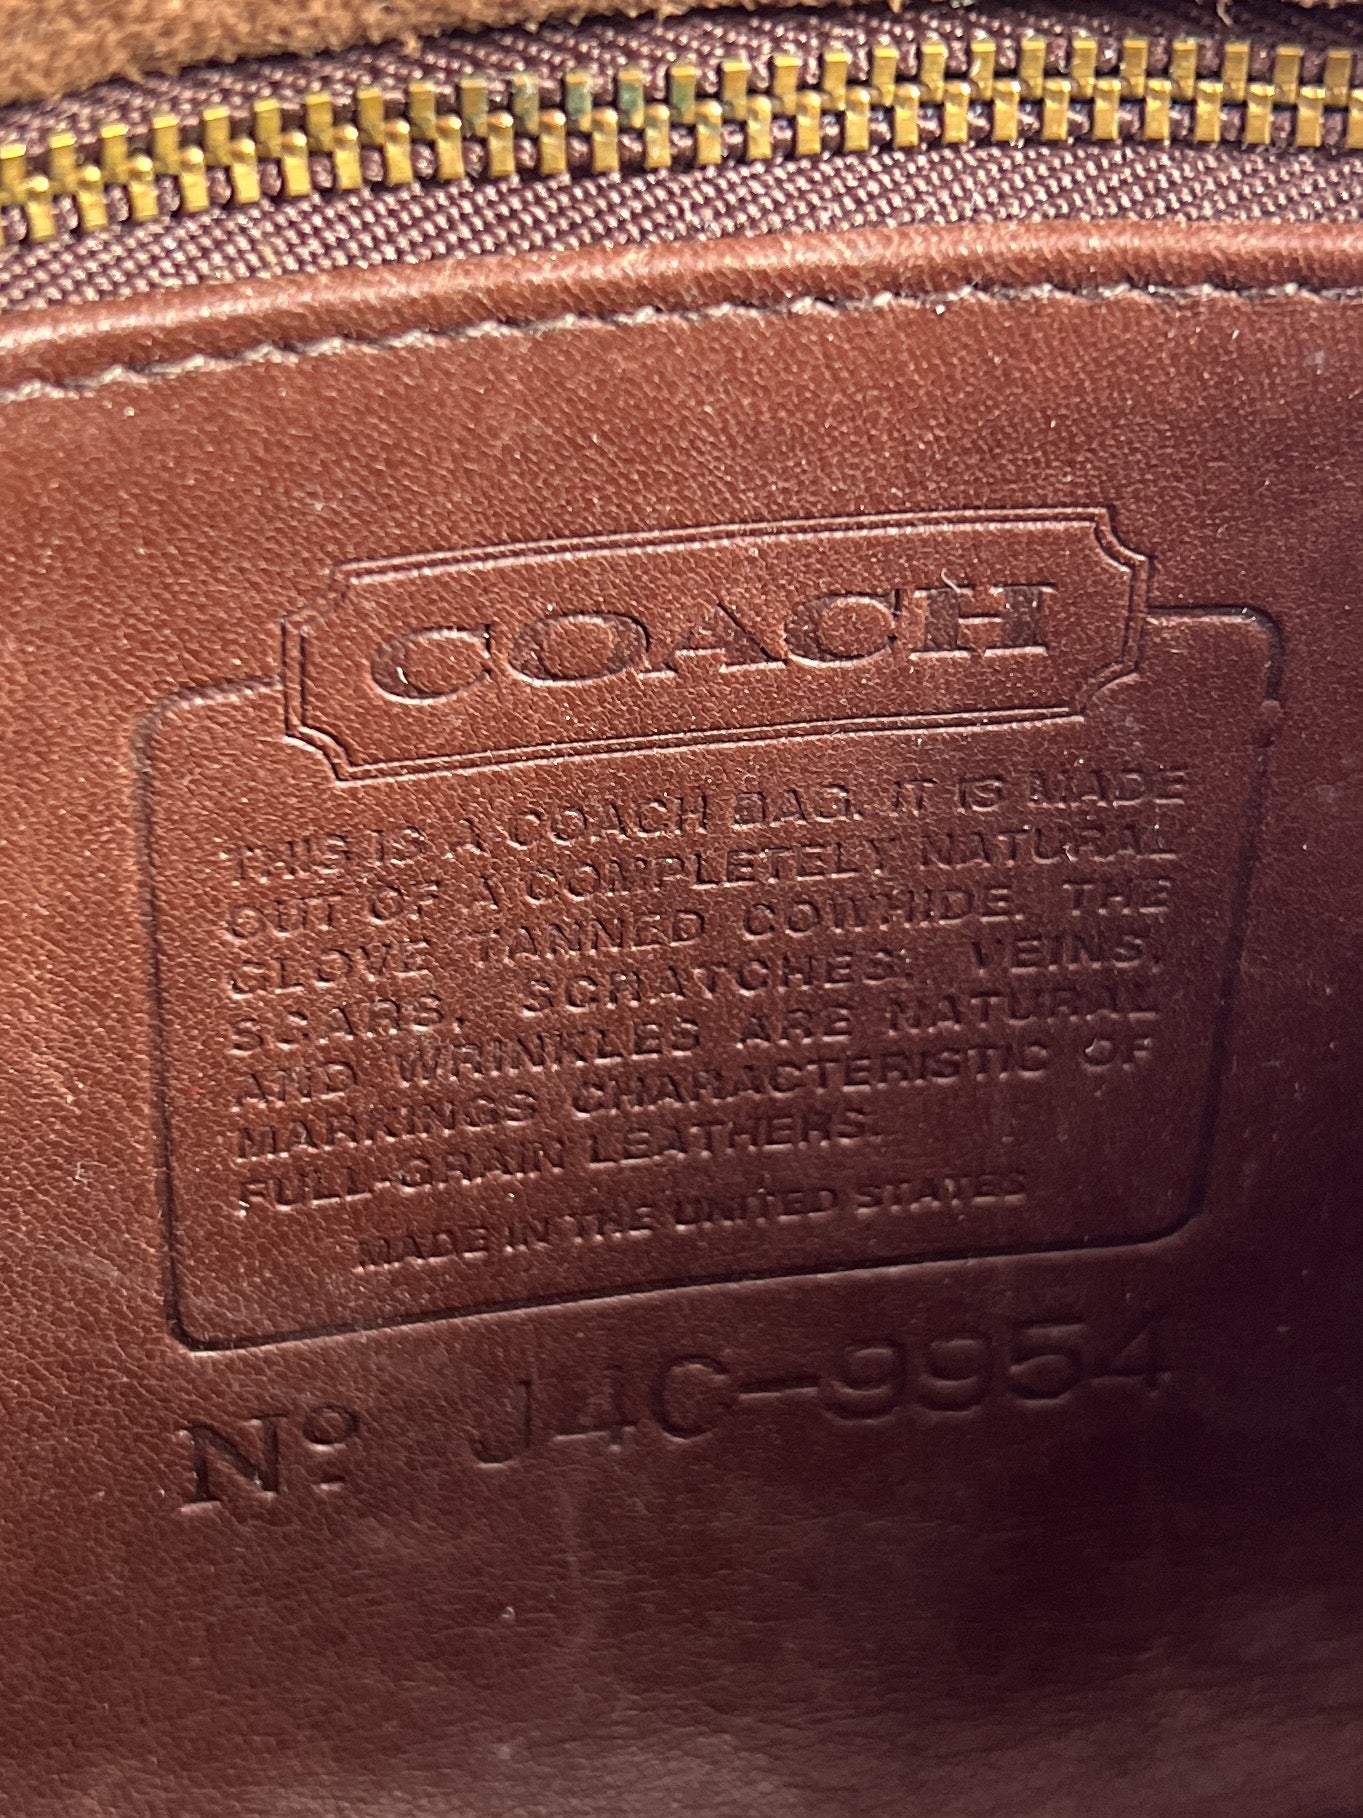 COACH
THIS IS A COACH BAG. IT IS MADE
OUT OF A COMPLETELY NATURAL
GLOVE TANNED COWHIDE. THE
SCARS, SCRATCHES, VEINS,
AND WRINKLES ARE NATURAL
MARKINGS CHARACTERISTIC OF
FULL-GRAIN LEATHERS.
MADE IN THE UNITED STATES
Nº J4C-9954